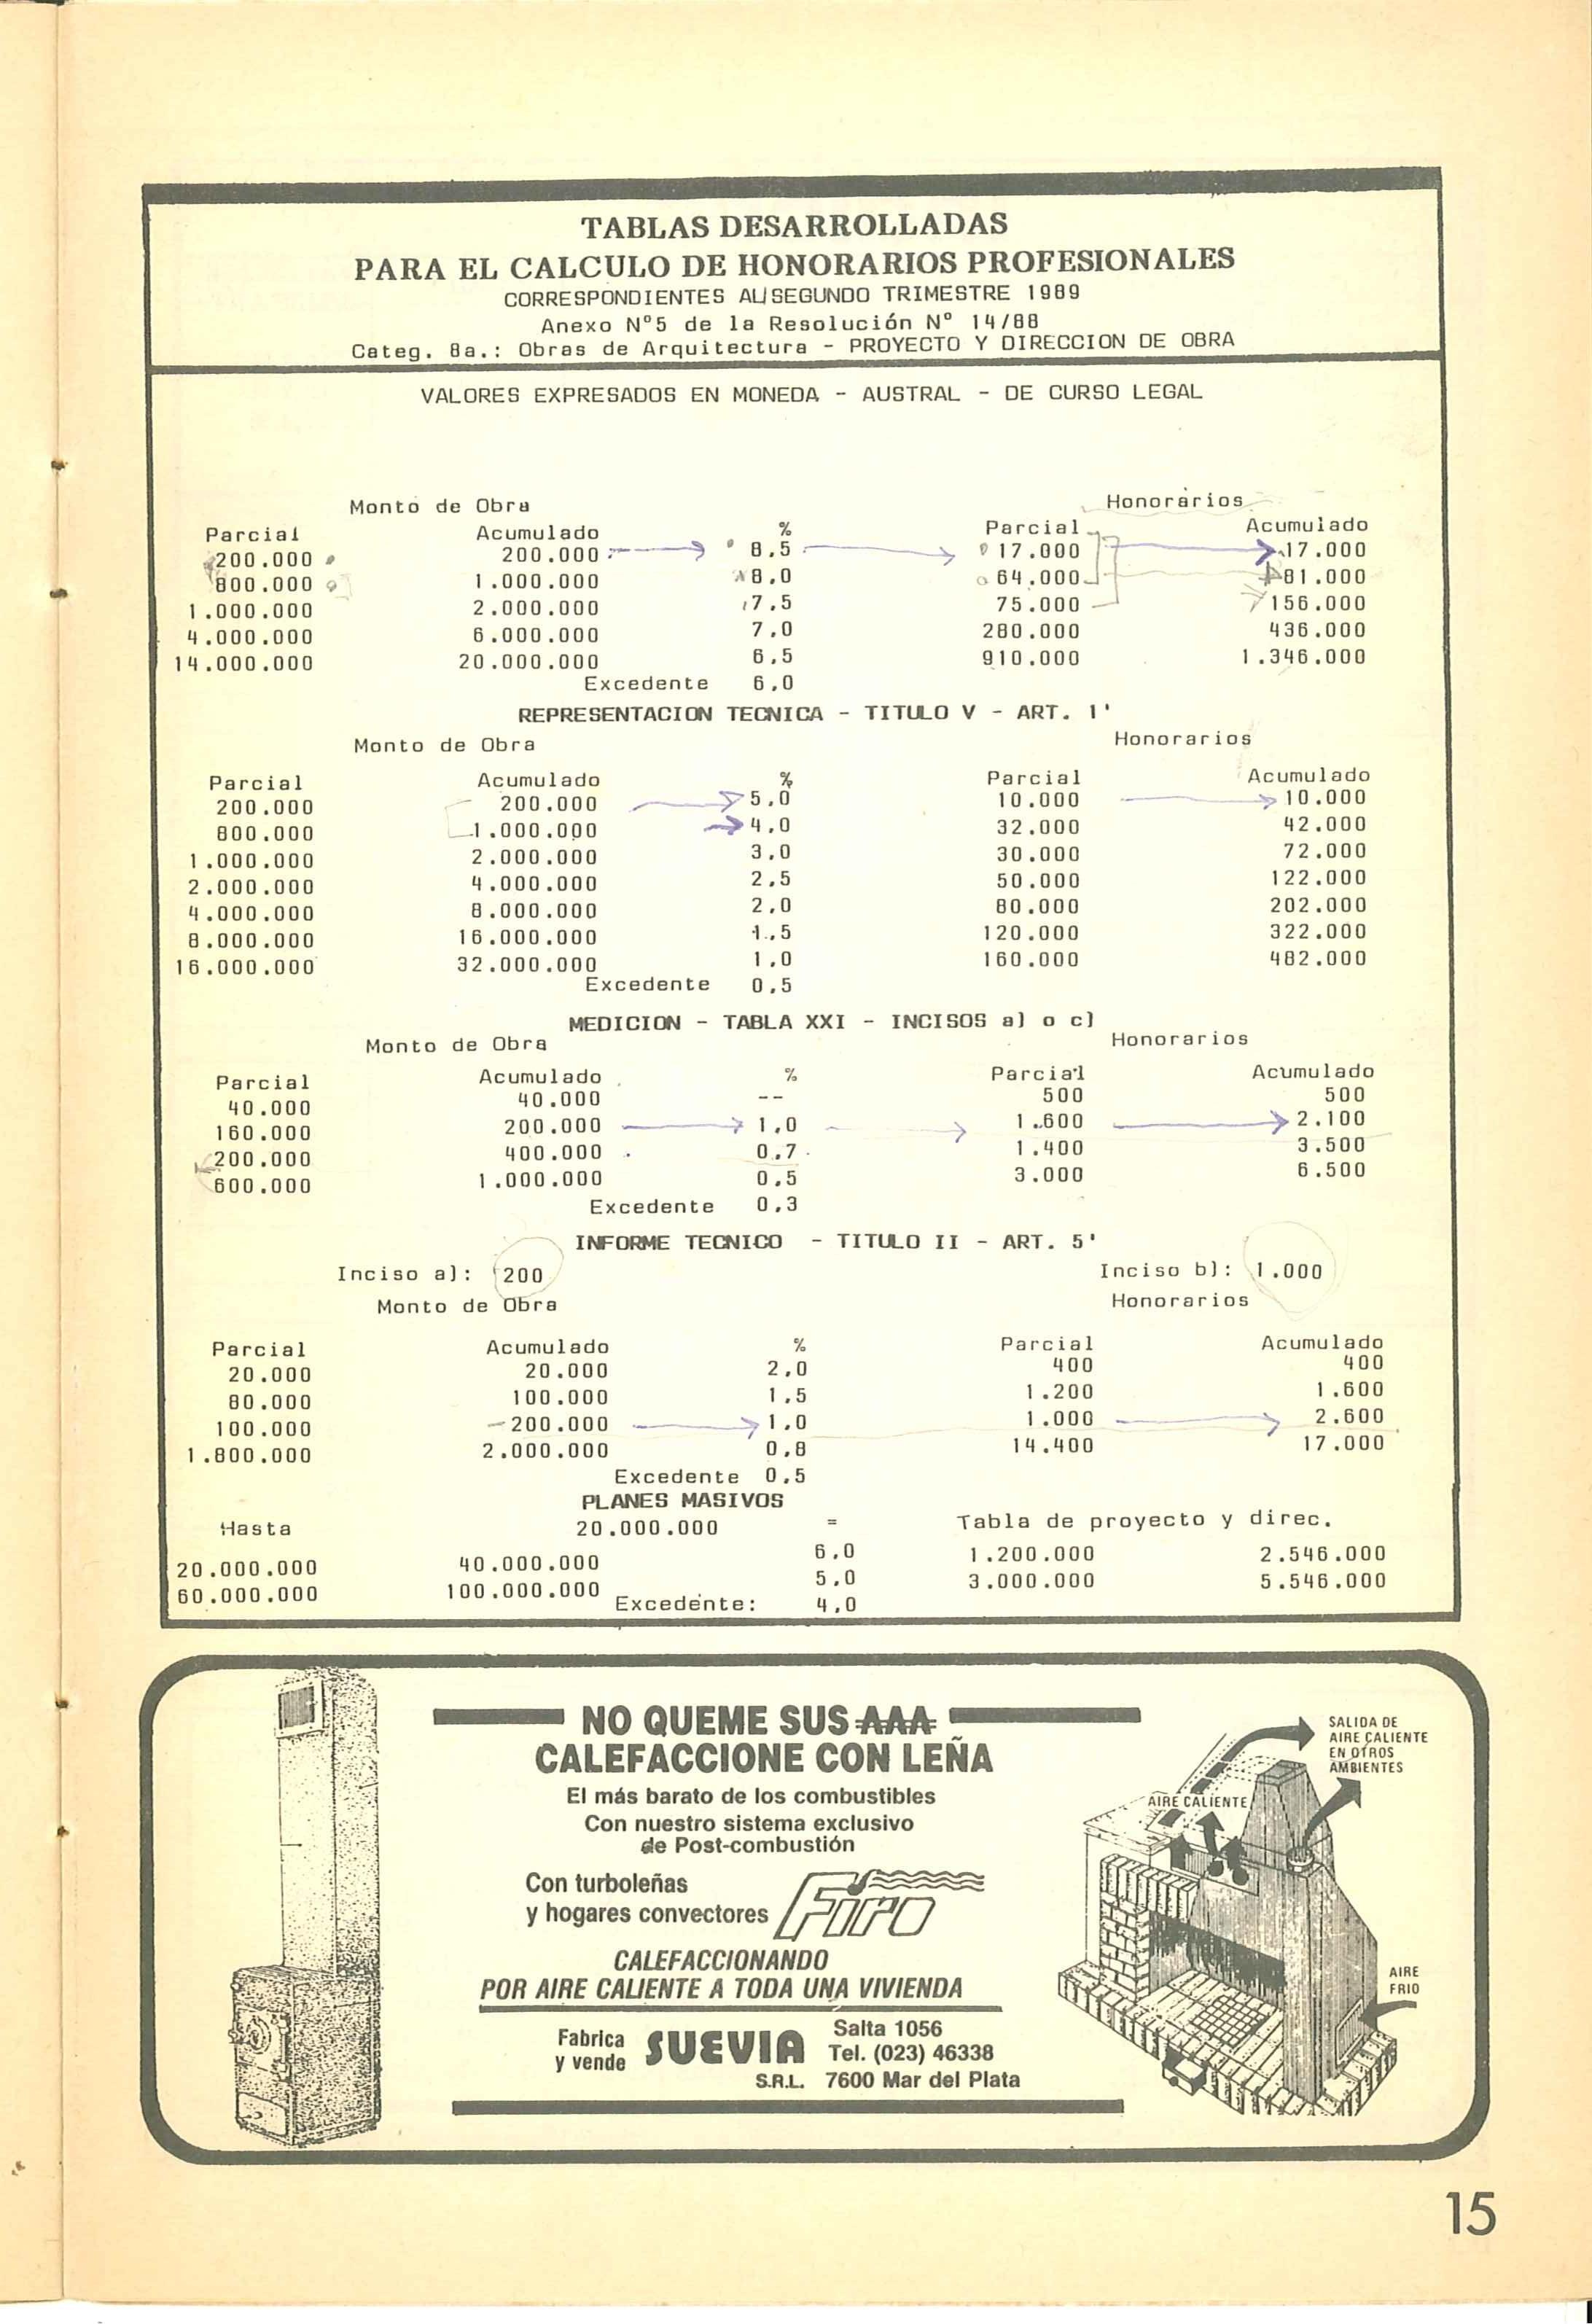 TABLAS DESARROLLADAS
PARA EL CALCULO DE HONORARIOS PROFESIONALES
CORRESPONDIENTES AL SEGUNDO TRIMESTRE 1989
Anexo N°5 de la Resolución N° 14/88
Categ. 8a.: Obras de Arquitectura - PROYECTO Y DIRECCION DE OBRA
VALORES EXPRESADOS EN MONEDA - AUSTRAL - DE CURSO LEGAL
Monto de Obra Honorarios
Parcial Acumulado % Parcial Acumulado
200.000 200.000 8,5 17.000 17.000
800.000 1.000.000 8,0 64.000 81.000
1.000.000 2.000.000 7,5 75.000 156.000
4.000.000 6.000.000 7,0 280.000 436.000
14.000.000 20.000.000 6,5 910.000 1.346.000
Excedente 6,0
REPRESENTACION TECNICA - TITULO V - ART. 1'
Monto de Obra Honorarios
Parcial Acumulado % Parcial Acumulado
200.000 200.000 5,0 10.000 10.000
800.000 1.000.000 4,0 32.000 42.000
1.000.000 2.000.000 3,0 30.000 72.000
2.000.000 4.000.000 2,5 50.000 122.000
4.000.000 8.000.000 2,0 80.000 202.000
8.000.000 16.000.000 1,5 120.000 322.000
16.000.000 32.000.000 1,0 160.000 482.000
Excedente 0,5
MEDICION - TABLA XXI - INCISOS a) o c)
Monto de Obra Honorarios
Parcial Acumulado % Parcial Acumulado
40.000 40.000 -- 500 500
160.000 200.000 1,0 1.600 2.100
200.000 400.000 0,7 1.400 3.500
600.000 1.000.000 0,5 3.000 6.500
Excedente 0,3
INFORME TECNICO - TITULO II - ART. 5'
Inciso a): 200 Inciso b): 1.000
Monto de Obra Honorarios
Parcial Acumulado % Parcial Acumulado
20.000 20.000 2,0 400 400
80.000 100.000 1,5 1.200 1.600
100.000 200.000 1,0 1.000 2.600
1.800.000 2.000.000 0,8 14.400 17.000
Excedente 0,5
PLANES MASIVOS
Hasta 20.000.000 = Tabla de proyecto y direc.
20.000.000 40.000.000 6,0 1.200.000 2.546.000
60.000.000 100.000.000 5,0 3.000.000 5.546.000
Excedente: 4,0
NO QUEME SUS AAA
CALEFACCIONE CON LEÑA
El más barato de los combustibles
Con nuestro sistema exclusivo
de Post-combustión
Con turboleñas
y hogares convectores Firo
CALEFACCIONANDO
POR AIRE CALIENTE A TODA UNA VIVIENDA
Fabrica
y vende
SUEVIA
S.R.L.
Salta 1056
Tel. (023) 46338
7600 Mar del Plata
SALIDA DE
AIRE CALIENTE
EN OTROS
AMBIENTES
AIRE CALIENTE
AIRE
FRIO
15